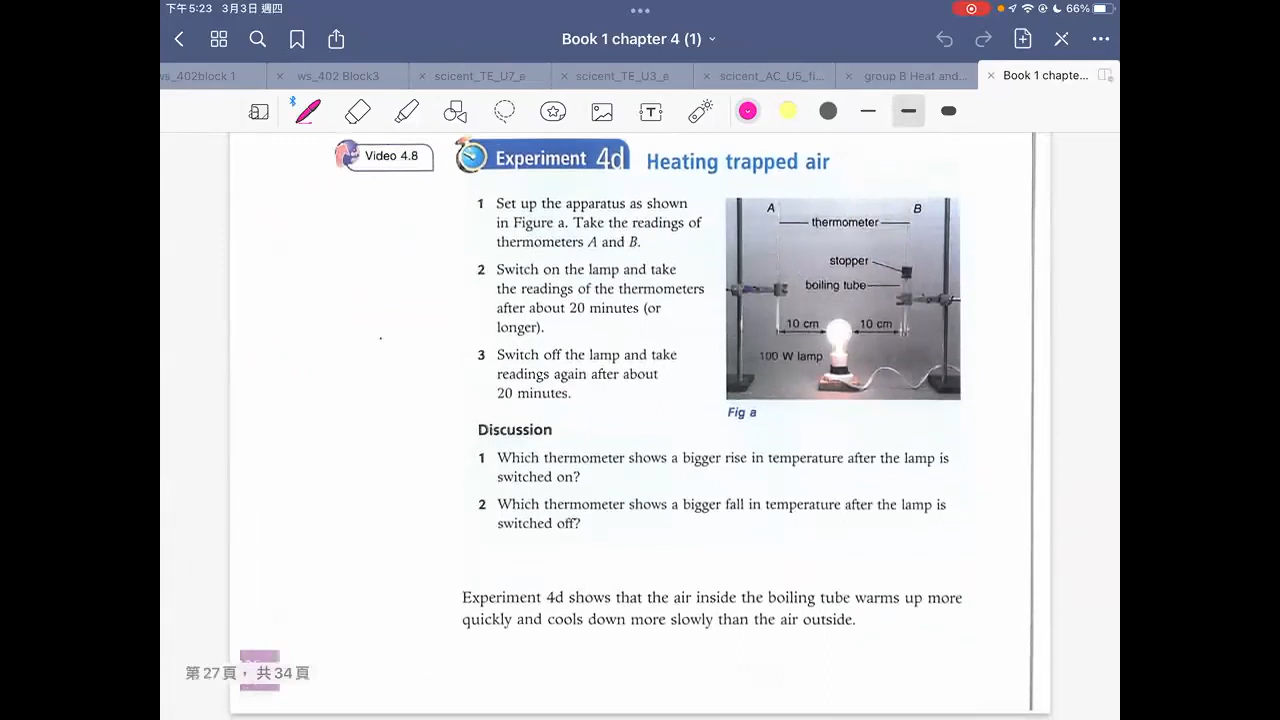 下午5:23 3月3日 週四
66%
Book 1 chapter 4 (1)
ws_402block 1
ws_402 Block3
scicent_TE_U7_e
scicent_TE_U3_e
scicent_AC_U5_fi...
group B Heat and...
Book 1 chapte...
T
Video 4.8
Experiment 4d Heating trapped air
1 Set up the apparatus as shown
in Figure a. Take the readings of
thermometers A and B.
2 Switch on the lamp and take
the readings of the thermometers
after about 20 minutes (or
longer).
3 Switch off the lamp and take
readings again after about
20 minutes.
A
B
thermometer
stopper
boiling tube
10 cm
10 cm
100 W lamp
Fig a
Discussion
1 Which thermometer shows a bigger rise in temperature after the lamp is
switched on?
2 Which thermometer shows a bigger fall in temperature after the lamp is
switched off?
Experiment 4d shows that the air inside the boiling tube warms up more
quickly and cools down more slowly than the air outside.
第27頁，共34頁